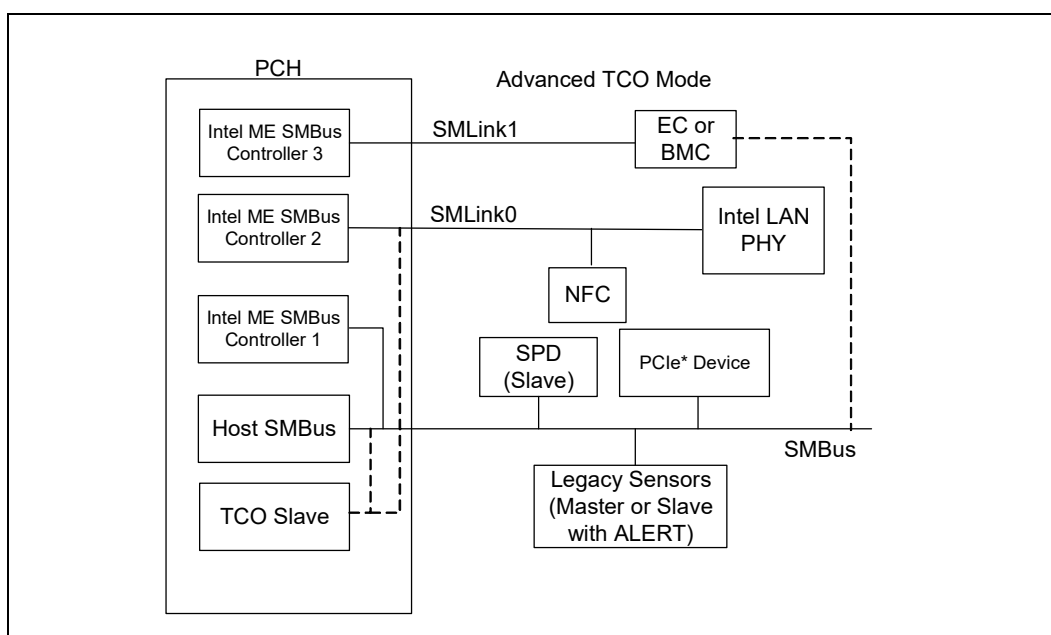 PCH
Advanced TCO Mode
Intel ME SMBus
Controller 3
SMLink1
EC or
BMC
Intel ME SMBus
Controller 2
SMLink0
Intel LAN
PHY
NFC
Intel ME SMBus
Controller 1
SPD
(Slave)
PCIe* Device
Host SMBus
SMBus
TCO Slave
Legacy Sensors
(Master or Slave
with ALERT)